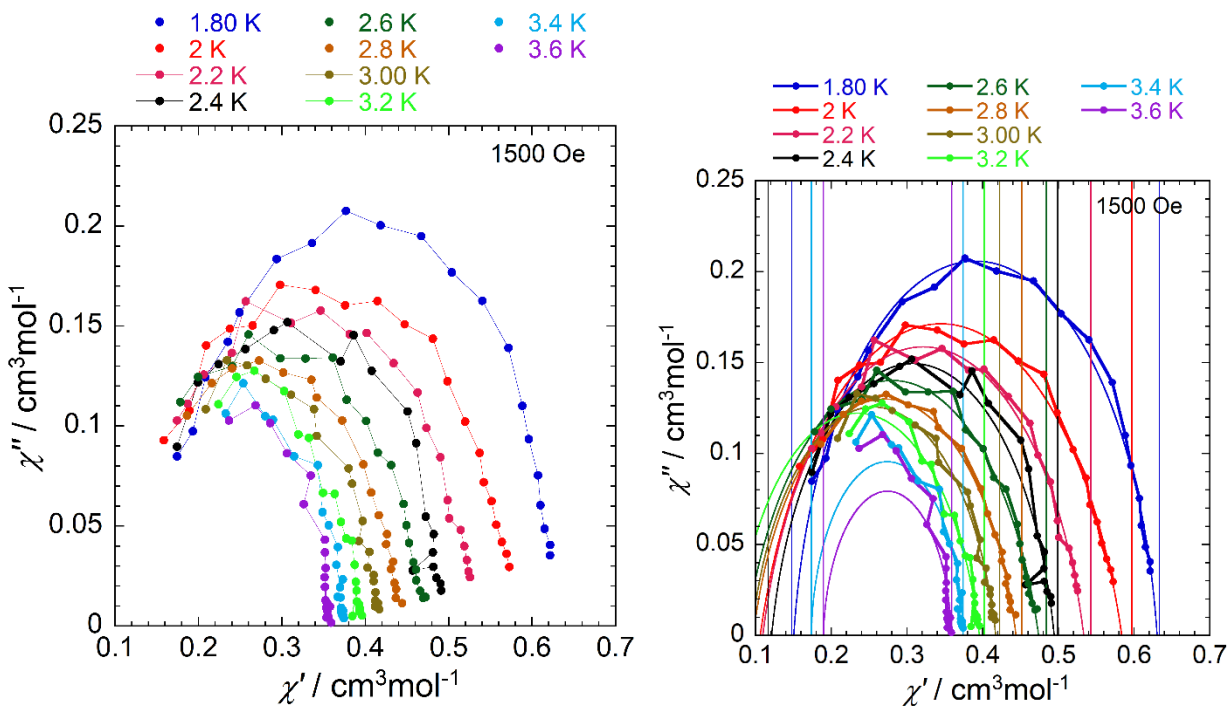 1.80 K
2 K
2.2 K
2.4 K
2.6 K
2.8 K
3.00 K
3.2 K
3.4 K
3.6 K
0.25
0.2
0.15
0.1
0.05
0
χ″ / cm³mol⁻¹
1500 Oe
0.1 0.2 0.3 0.4 0.5 0.6 0.7
χ′ / cm³mol⁻¹
1.80 K
2 K
2.2 K
2.4 K
2.6 K
2.8 K
3.00 K
3.2 K
3.4 K
3.6 K
0.25
0.2
0.15
0.1
0.05
0
χ″ / cm³mol⁻¹
1500 Oe
0.1 0.2 0.3 0.4 0.5 0.6 0.7
χ′ / cm³mol⁻¹